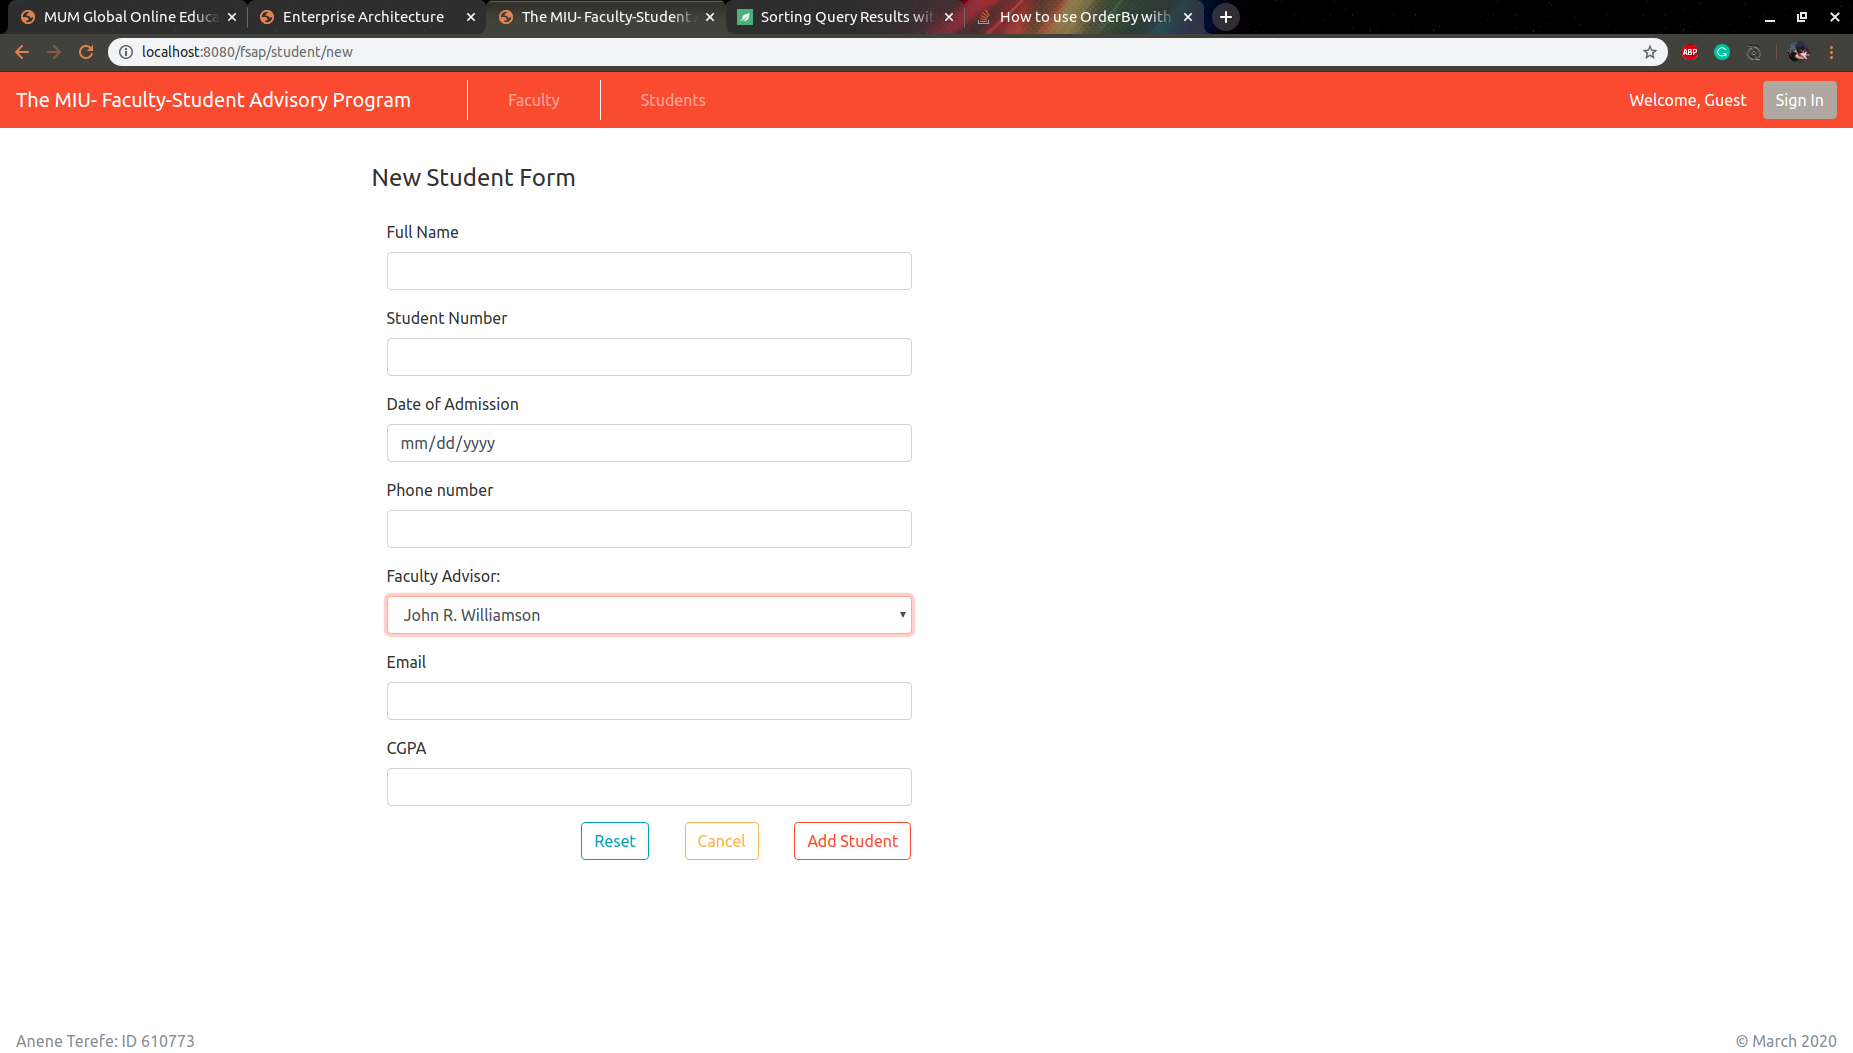 MUM Global Online Educa
Enterprise Architecture
The MIU- Faculty-Student
Sorting Query Results wit
How to use OrderBy with
localhost:8080/fsap/student/new
ABP
The MIU- Faculty-Student Advisory Program
Faculty
Students
Welcome, Guest
Sign In
New Student Form
Full Name
Student Number
Date of Admission
mm/dd/yyyy
Phone number
Faculty Advisor:
John R. Williamson
Email
CGPA
Reset
Cancel
Add Student
Anene Terefe: ID 610773
© March 2020